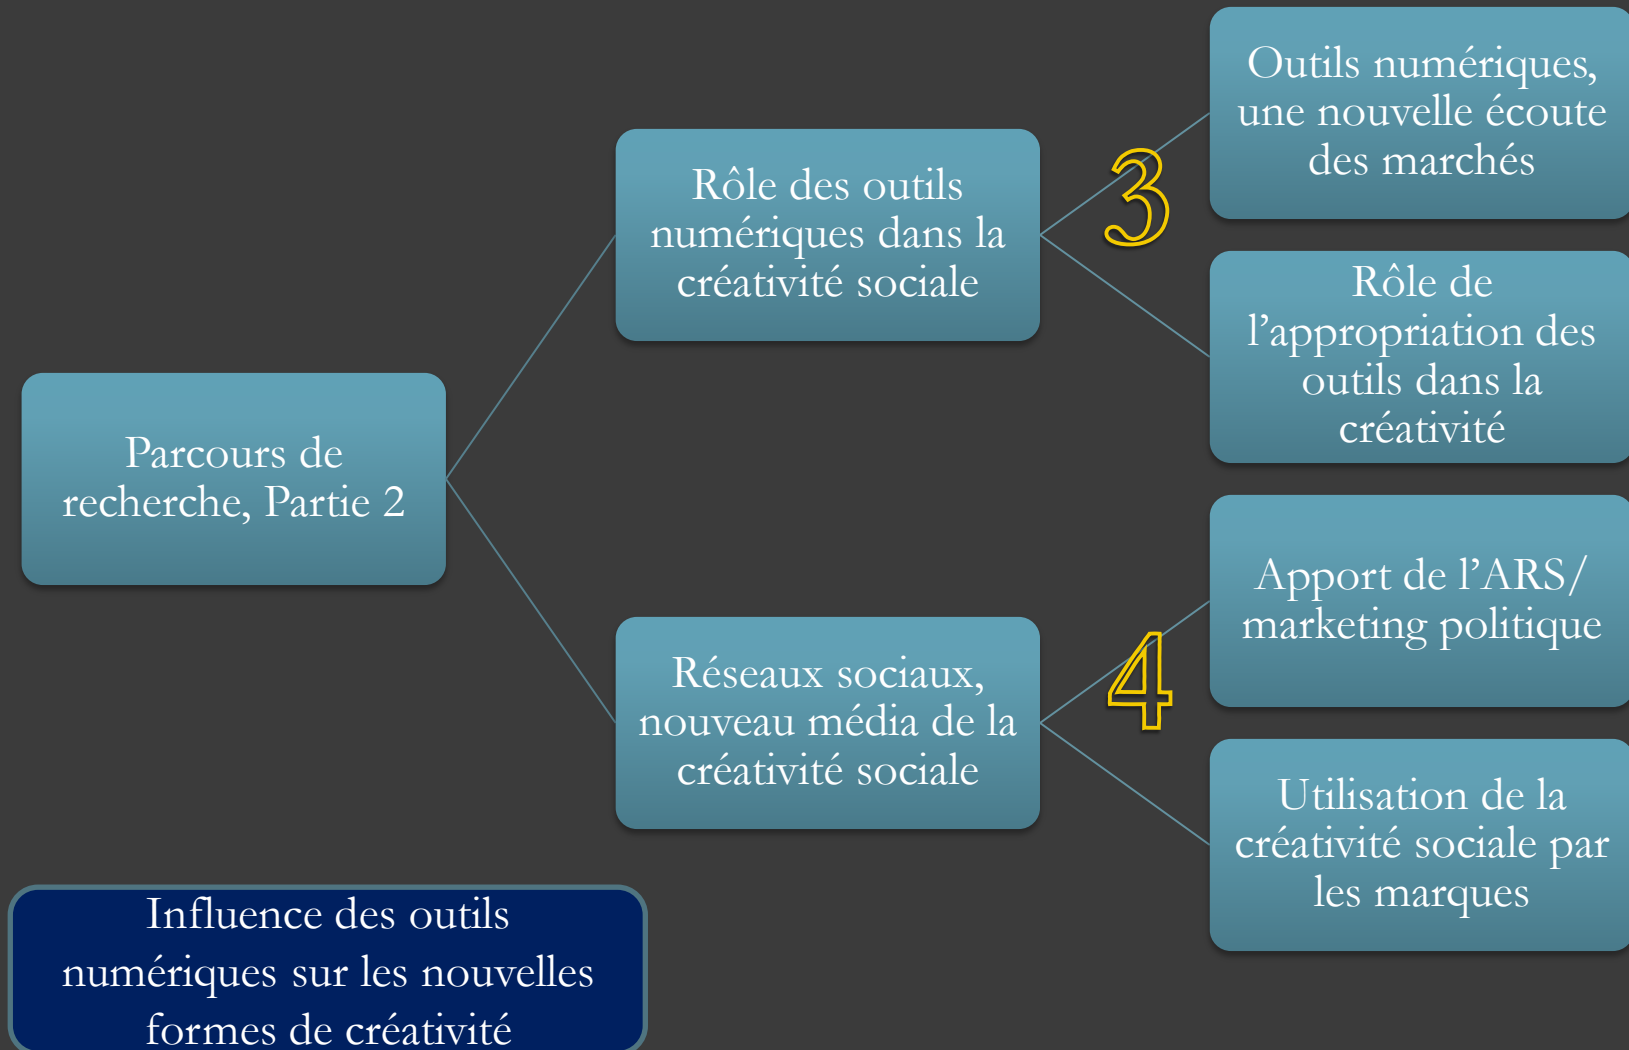 Parcours de
recherche, Partie 2
Rôle des outils
numériques dans la
créativité sociale
3
Outils numériques,
une nouvelle écoute
des marchés
Rôle de
l’appropriation des
outils dans la
créativité
Réseaux sociaux,
nouveau média de la
créativité sociale
4
Apport de l’ARS/
marketing politique
Utilisation de la
créativité sociale par
les marques
Influence des outils
numériques sur les nouvelles
formes de créativité